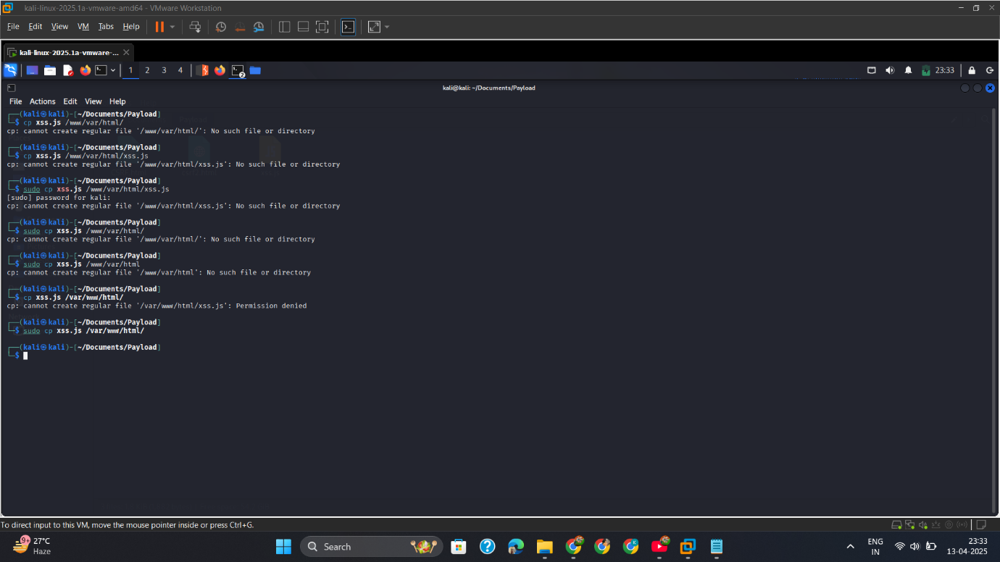 kali-linux-2025.1a-vmware-amd64 - VMware Workstation
File Edit View VM Tabs Help
kali-linux-2025.1a-vmware-...
1 2 3 4
2
23:33
kali@kali: ~/Documents/Payload
File Actions Edit View Help
┌──(kali㉿kali)-[~/Documents/Payload]
└─$ cp xss.js /www/var/html/
cp: cannot create regular file '/www/var/html/': No such file or directory
┌──(kali㉿kali)-[~/Documents/Payload]
└─$ cp xss.js /www/var/html/xss.js
cp: cannot create regular file '/www/var/html/xss.js': No such file or directory
┌──(kali㉿kali)-[~/Documents/Payload]
└─$ sudo cp xss.js /www/var/html/xss.js
[sudo] password for kali:
cp: cannot create regular file '/www/var/html/xss.js': No such file or directory
┌──(kali㉿kali)-[~/Documents/Payload]
└─$ sudo cp xss.js /www/var/html/
cp: cannot create regular file '/www/var/html/': No such file or directory
┌──(kali㉿kali)-[~/Documents/Payload]
└─$ sudo cp xss.js /www/var/html
cp: cannot create regular file '/www/var/html': No such file or directory
┌──(kali㉿kali)-[~/Documents/Payload]
└─$ cp xss.js /var/www/html/
cp: cannot create regular file '/var/www/html/xss.js': Permission denied
┌──(kali㉿kali)-[~/Documents/Payload]
└─$ sudo cp xss.js /var/www/html/
┌──(kali㉿kali)-[~/Documents/Payload]
└─$
To direct input to this VM, move the mouse pointer inside or press Ctrl+G.
9+
27°C
Haze
Search
ENG
IN
23:33
13-04-2025